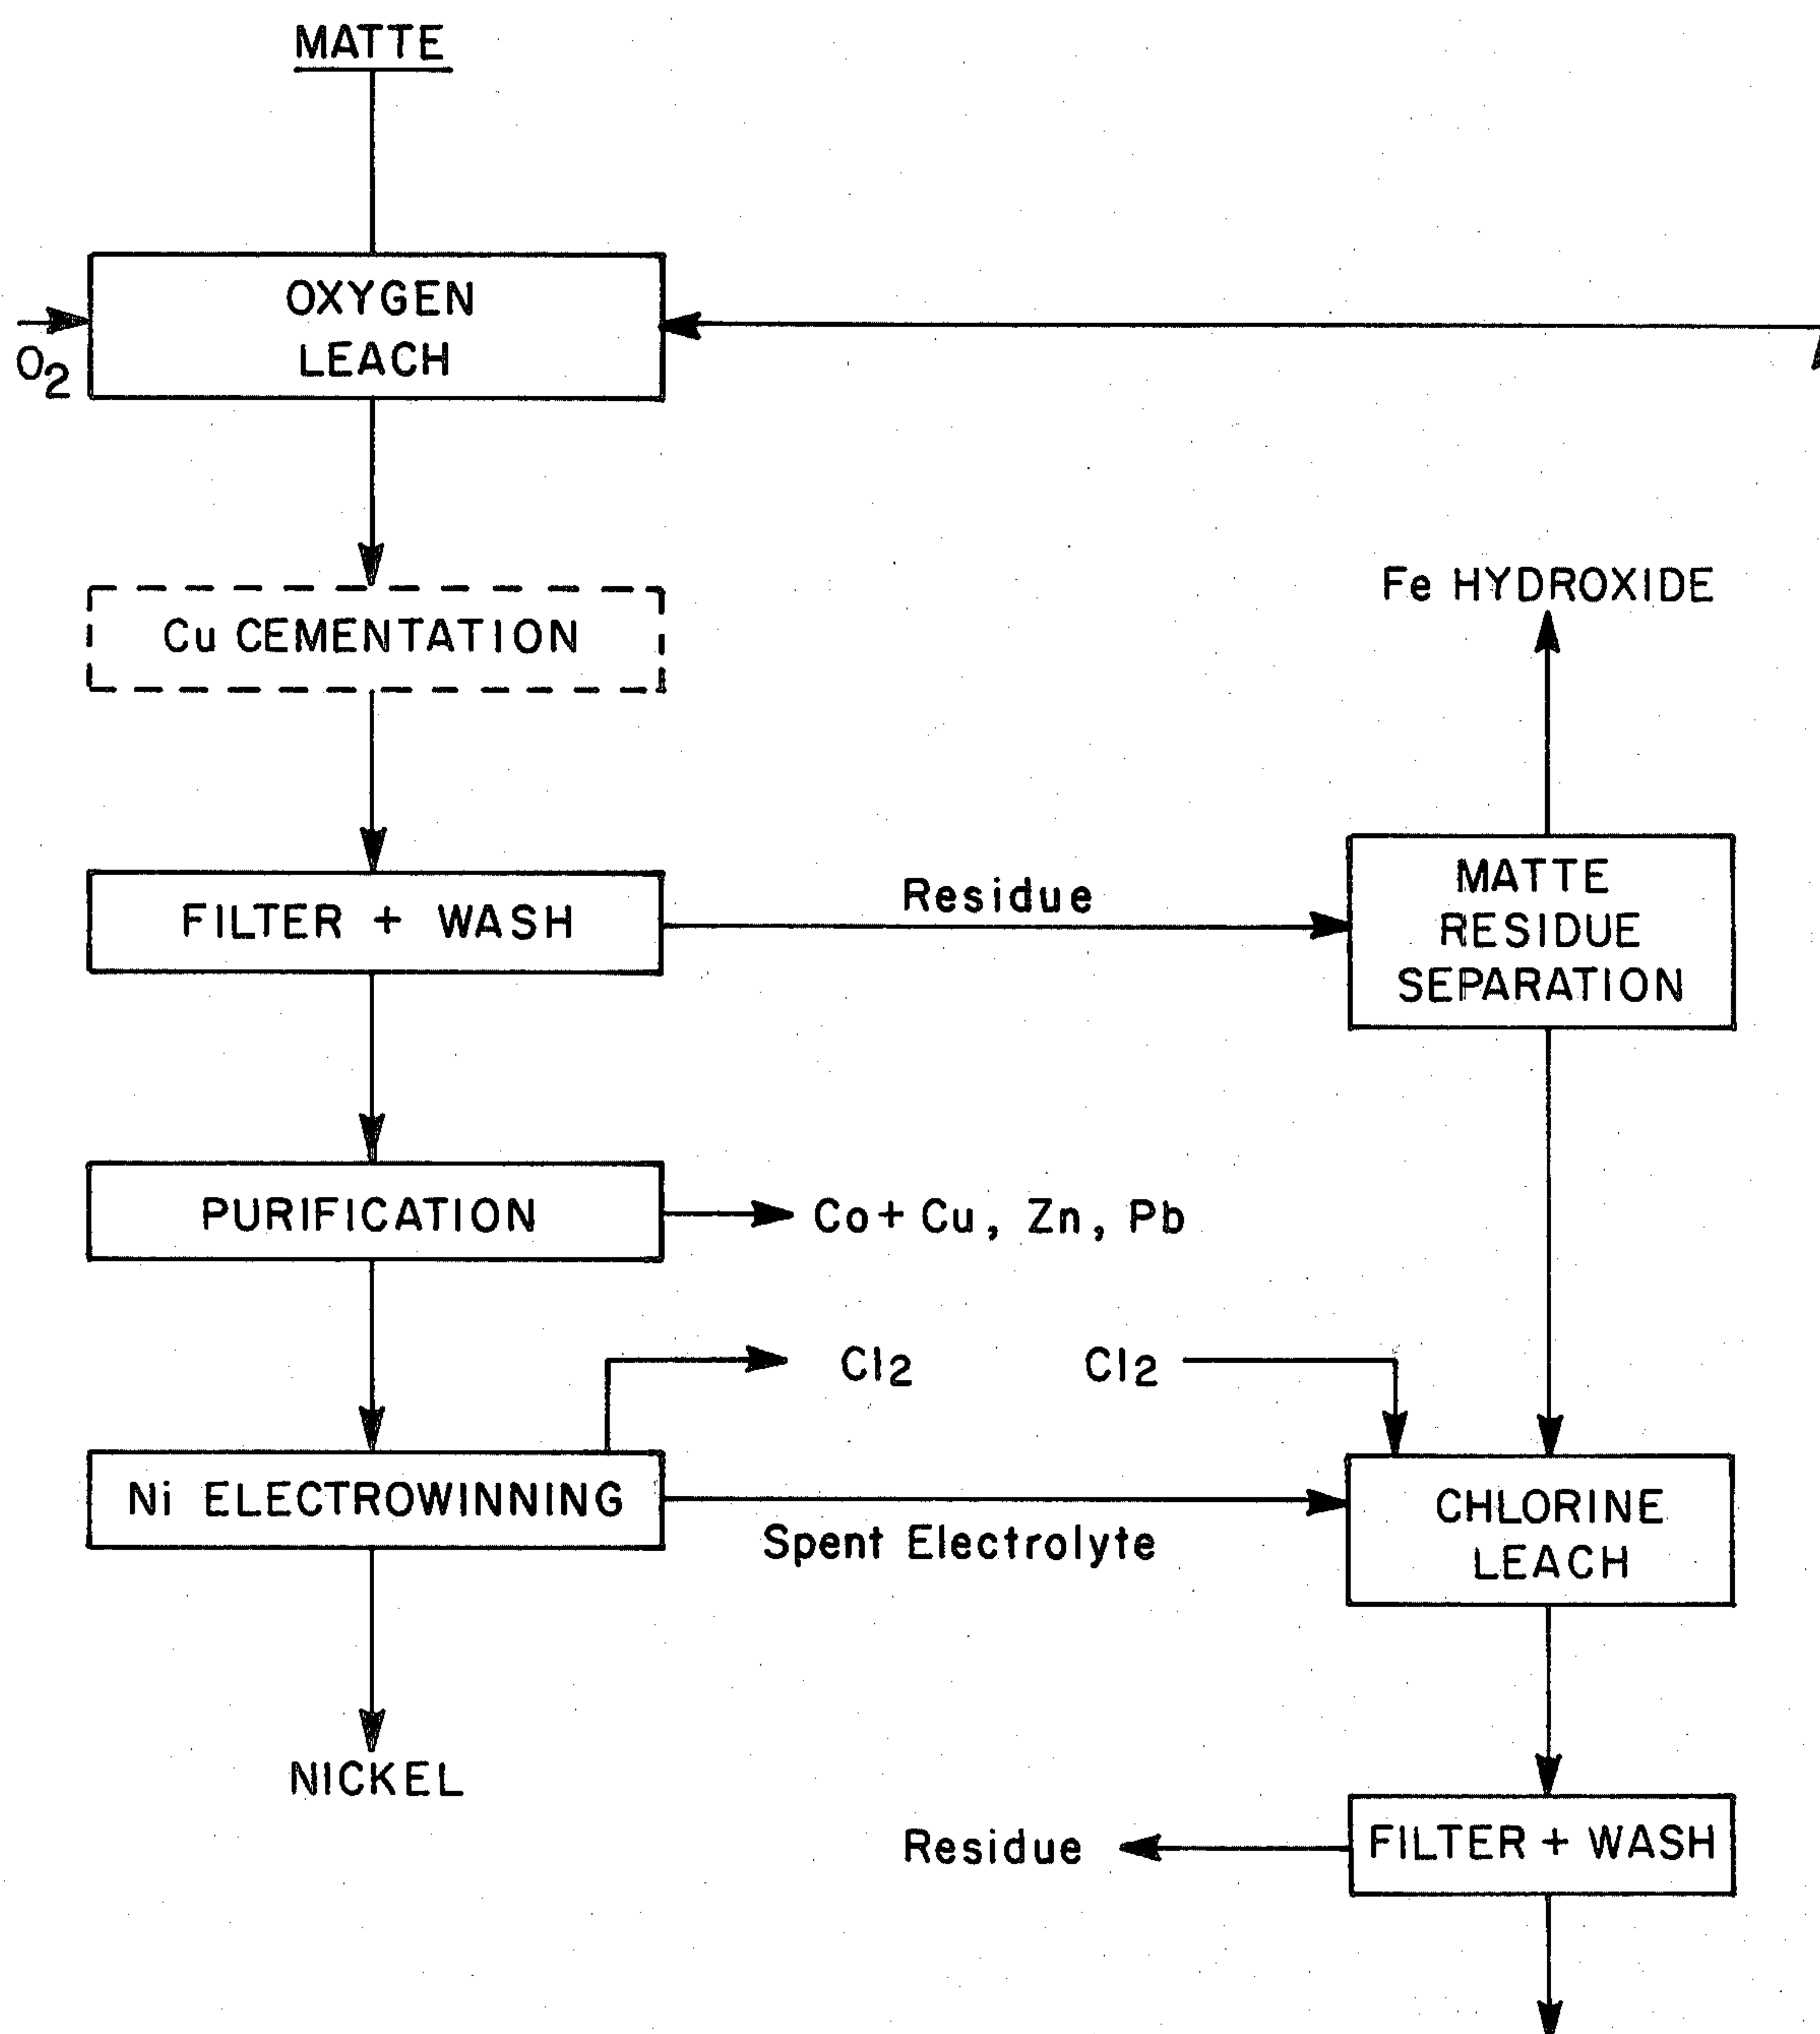 MATTE
OXYGEN
LEACH
O2
Cu CEMENTATION
Fe HYDROXIDE
FILTER + WASH
Residue
MATTE
RESIDUE
SEPARATION
PURIFICATION
Co + Cu, Zn, Pb
Cl2
Cl2
Ni ELECTROWINNING
Spent Electrolyte
CHLORINE
LEACH
NICKEL
Residue
FILTER + WASH